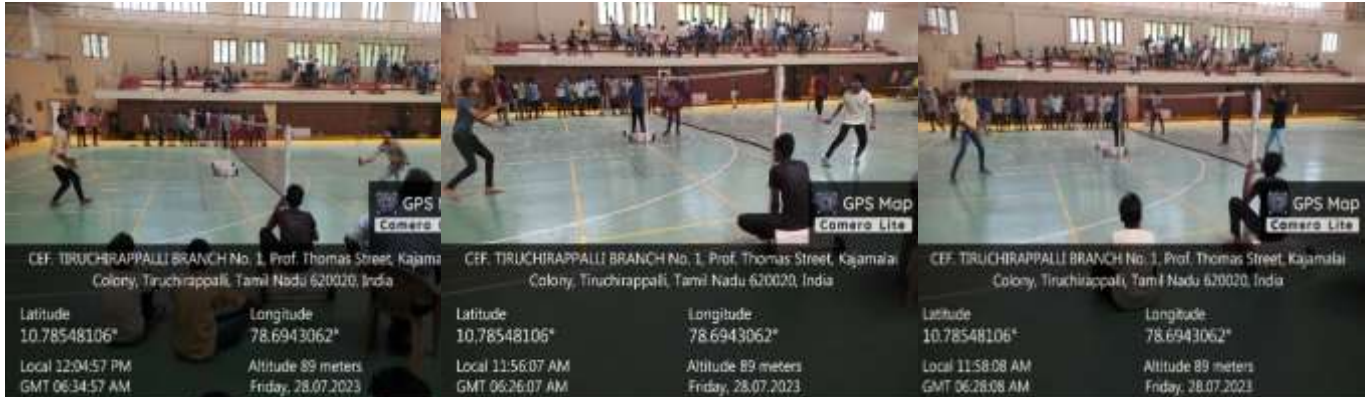 GPS
Camera
CEF. TIRUCHIRAPPALLI BRANCH No. 1, Prof. Thomas Street, Kajama
Colony, Tiruchirappalli, Tamil Nadu 620020, India
Latitude
10.78548106°
Longitude
78.6943062°
Local 12:04:57 PM
GMT 06:34:57 AM
Altitude 89 meters
Friday, 28.07.2023
GPS Map
Camera Lite
CEF. TIRUCHIRAPPALLI BRANCH No. 1, Prof. Thomas Street, Kajamalai
Colony, Tiruchirappalli, Tamil Nadu 620020, India
Latitude
10.78548106°
Longitude
78.6943062°
Local 11:56:07 AM
GMT 06:26:07 AM
Altitude 89 meters
Friday, 28.07.2023
GPS Map
Camera Lite
CEF. TIRUCHIRAPPALLI BRANCH No. 1, Prof. Thomas Street, Kajamalai
Colony, Tiruchirappalli, Tamil Nadu 620020, India
Latitude
10.78548106°
Longitude
78.6943062°
Local 11:58:08 AM
GMT 06:28:08 AM
Altitude 89 meters
Friday, 28.07.2023